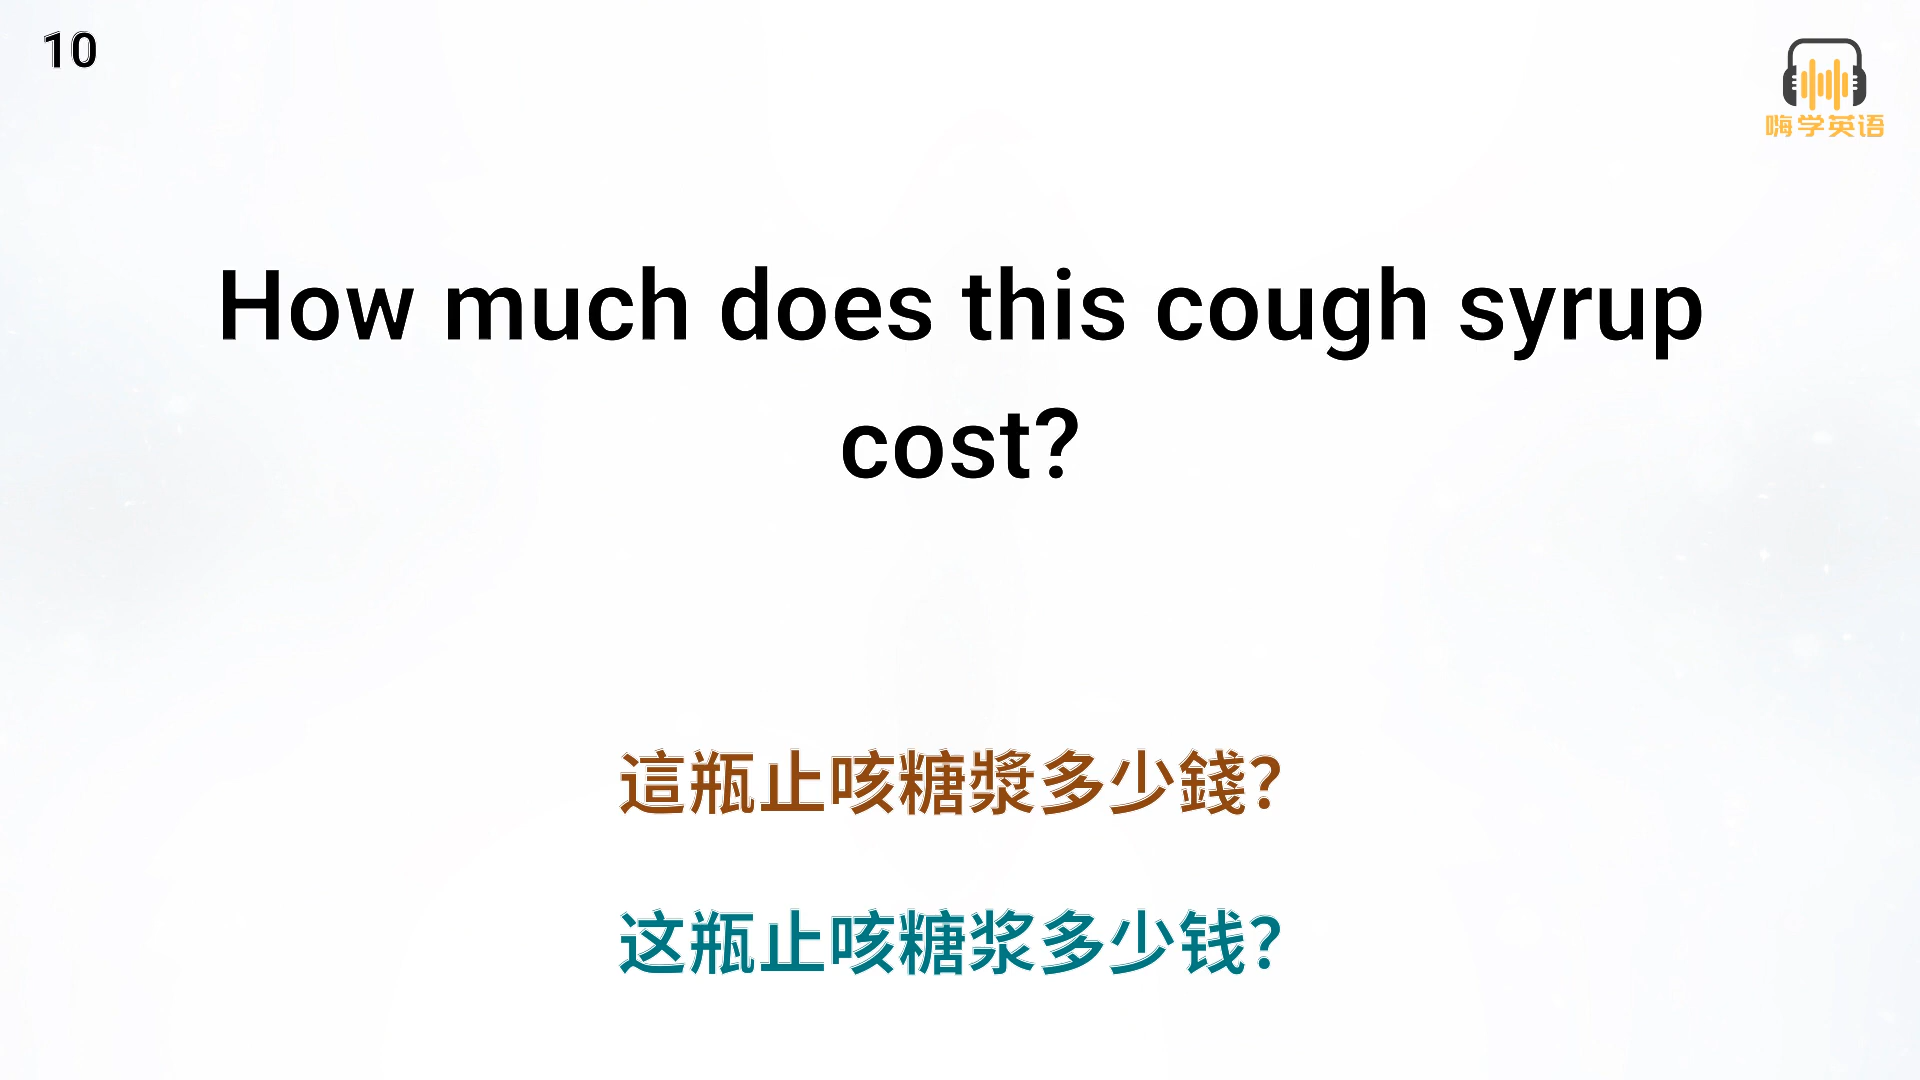 10
嗨学英语
How much does this cough syrup
cost?
這瓶止咳糖漿多少錢?
这瓶止咳糖浆多少钱?